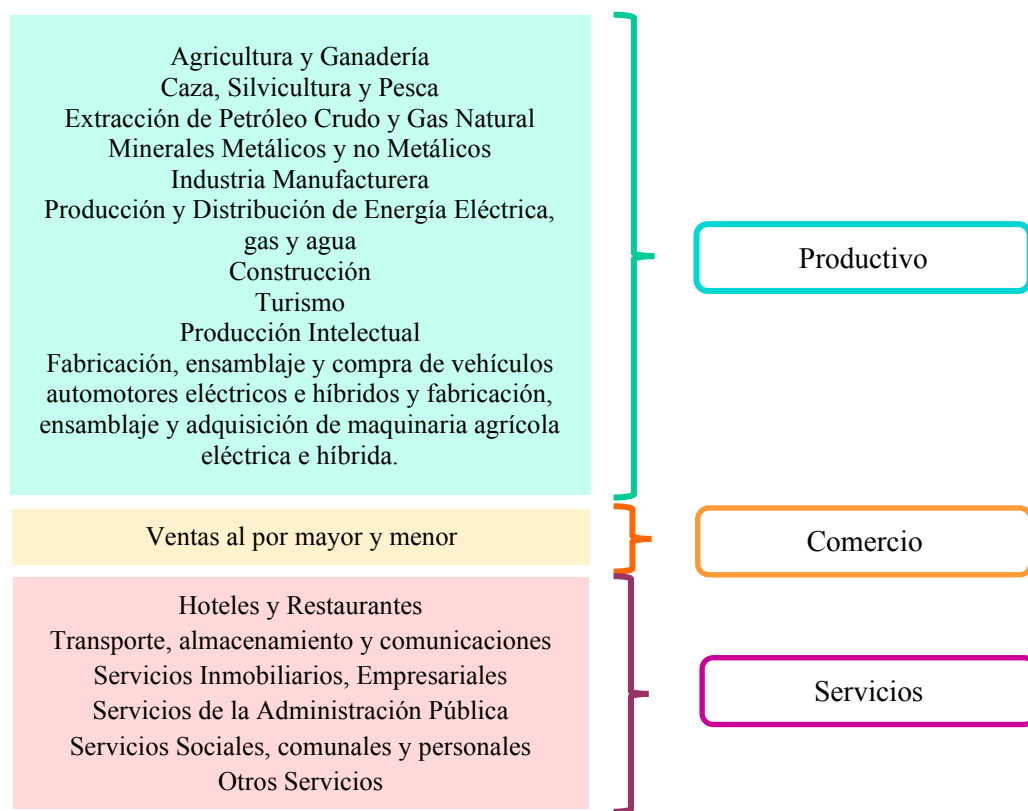 Agricultura y Ganadería
Caza, Silvicultura y Pesca
Extracción de Petróleo Crudo y Gas Natural
Minerales Metálicos y no Metálicos
Industria Manufacturera
Producción y Distribución de Energía Eléctrica,
gas y agua
Construcción
Turismo
Producción Intelectual
Fabricación, ensamblaje y compra de vehículos
automotores eléctricos e híbridos y fabricación,
ensamblaje y adquisición de maquinaria agrícola
eléctrica e híbrida.
Productivo
Ventas al por mayor y menor
Comercio
Hoteles y Restaurantes
Transporte, almacenamiento y comunicaciones
Servicios Inmobiliarios, Empresariales
Servicios de la Administración Pública
Servicios Sociales, comunales y personales
Otros Servicios
Servicios